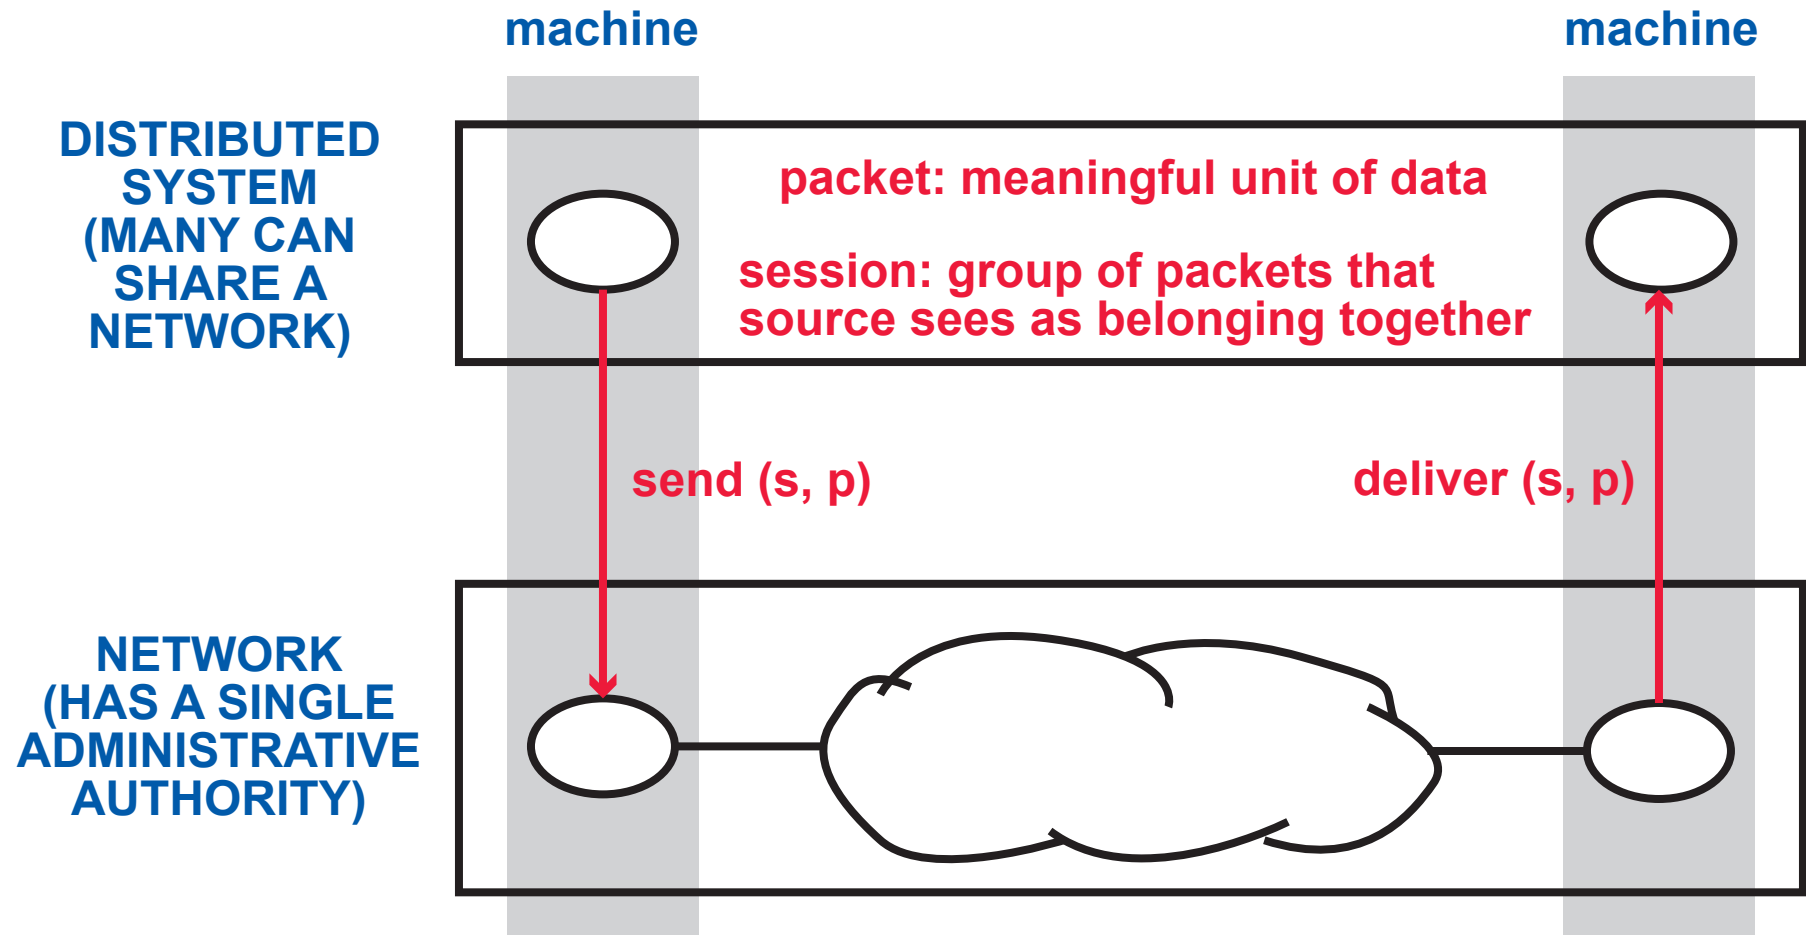 machine
machine
DISTRIBUTED
SYSTEM
(MANY CAN
SHARE A
NETWORK)
packet: meaningful unit of data
session: group of packets that
source sees as belonging together
send (s, p)
deliver (s, p)
NETWORK
(HAS A SINGLE
ADMINISTRATIVE
AUTHORITY)